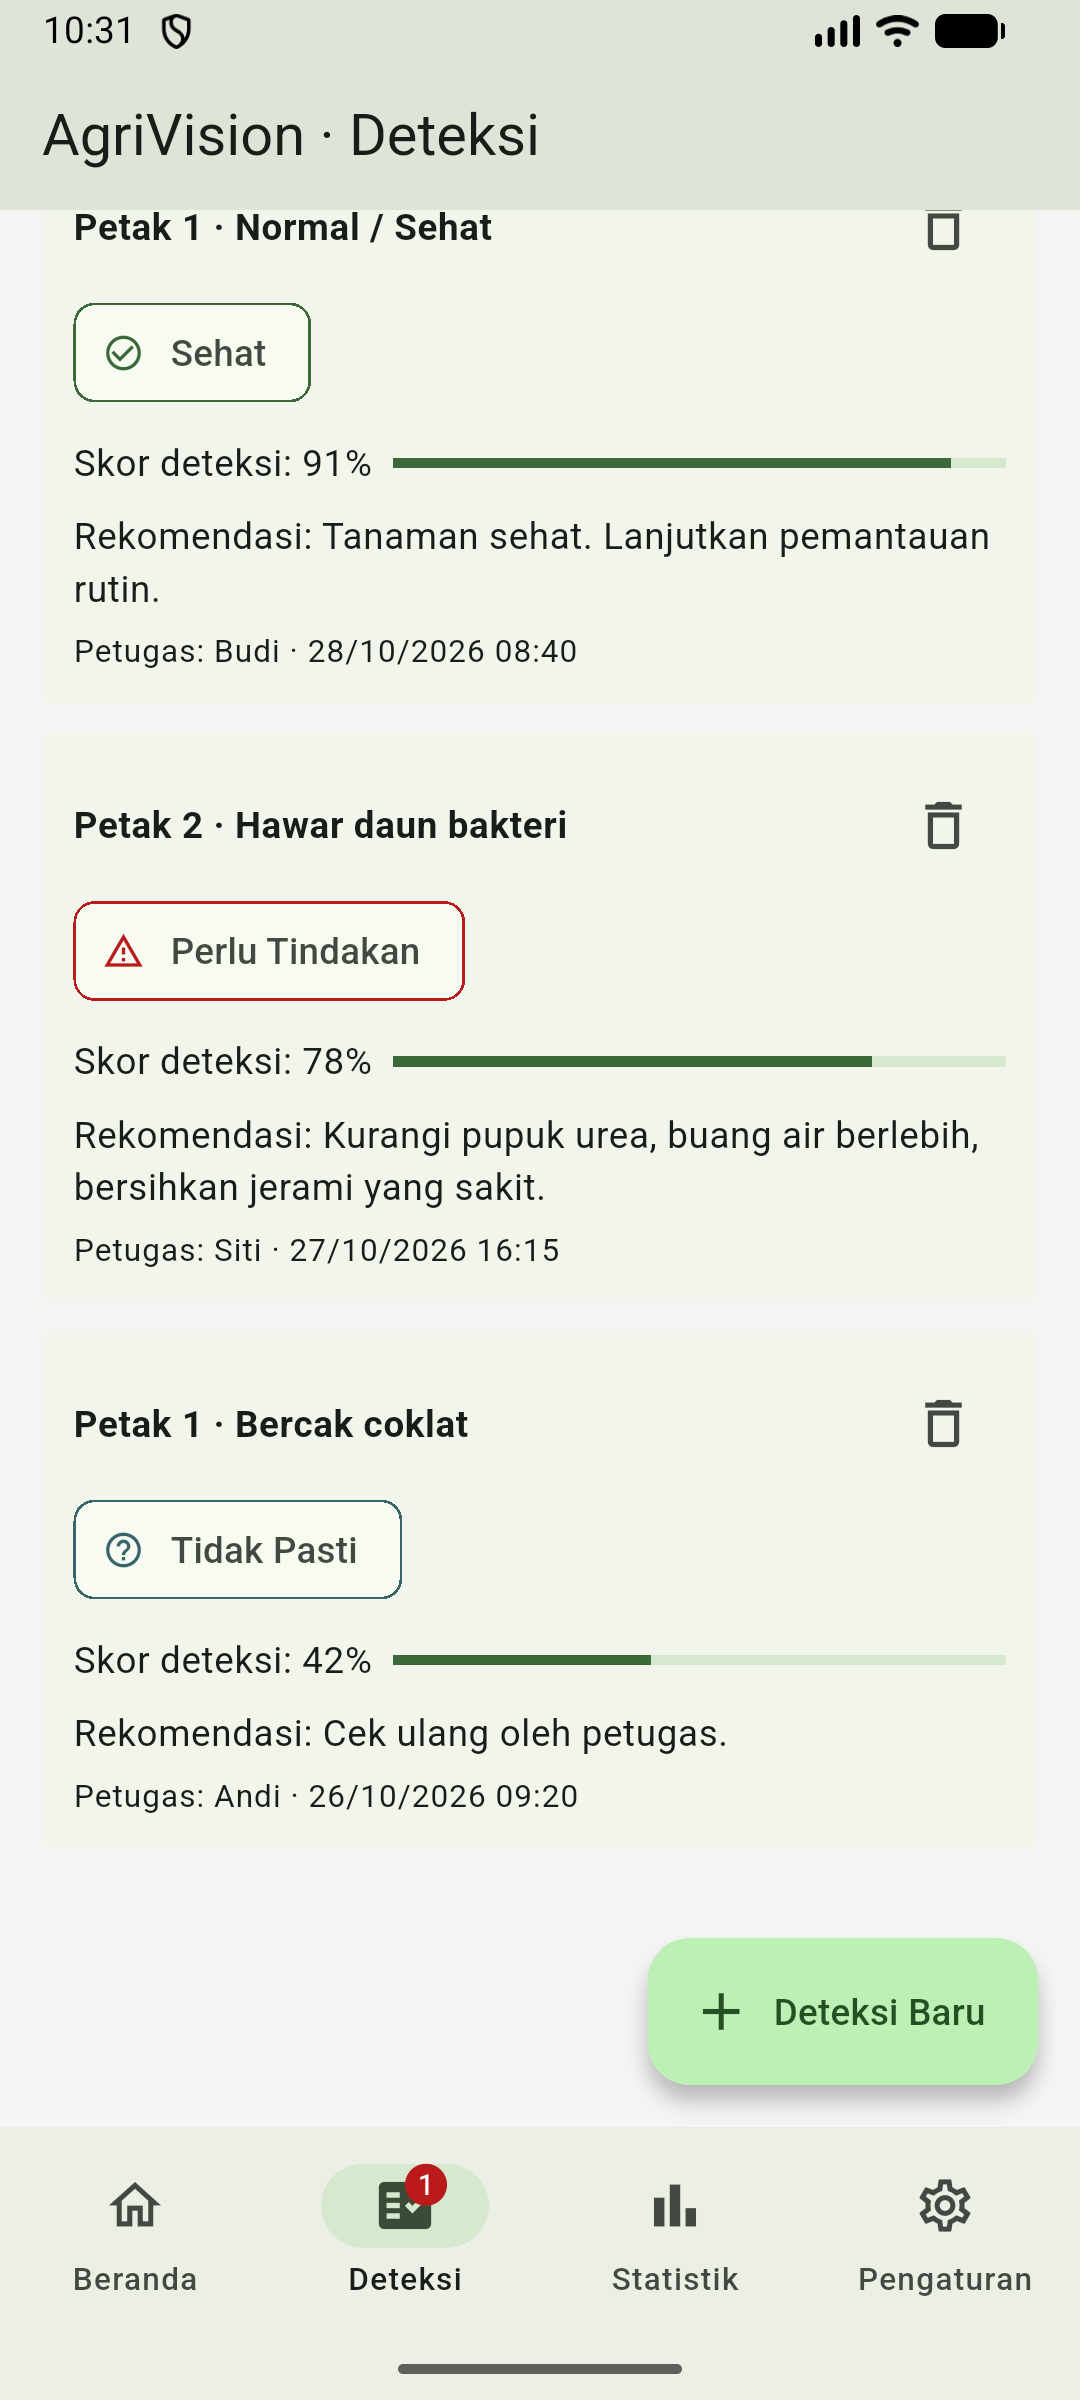 10:31
AgriVision · Deteksi
Petak 1 · Normal / Sehat
Sehat
Skor deteksi: 91%
Rekomendasi: Tanaman sehat. Lanjutkan pemantauan
rutin.
Petugas: Budi · 28/10/2026 08:40
Petak 2 · Hawar daun bakteri
Perlu Tindakan
Skor deteksi: 78%
Rekomendasi: Kurangi pupuk urea, buang air berlebih,
bersihkan jerami yang sakit.
Petugas: Siti · 27/10/2026 16:15
Petak 1 · Bercak coklat
Tidak Pasti
Skor deteksi: 42%
Rekomendasi: Cek ulang oleh petugas.
Petugas: Andi · 26/10/2026 09:20
Deteksi Baru
1
Beranda
Deteksi
Statistik
Pengaturan